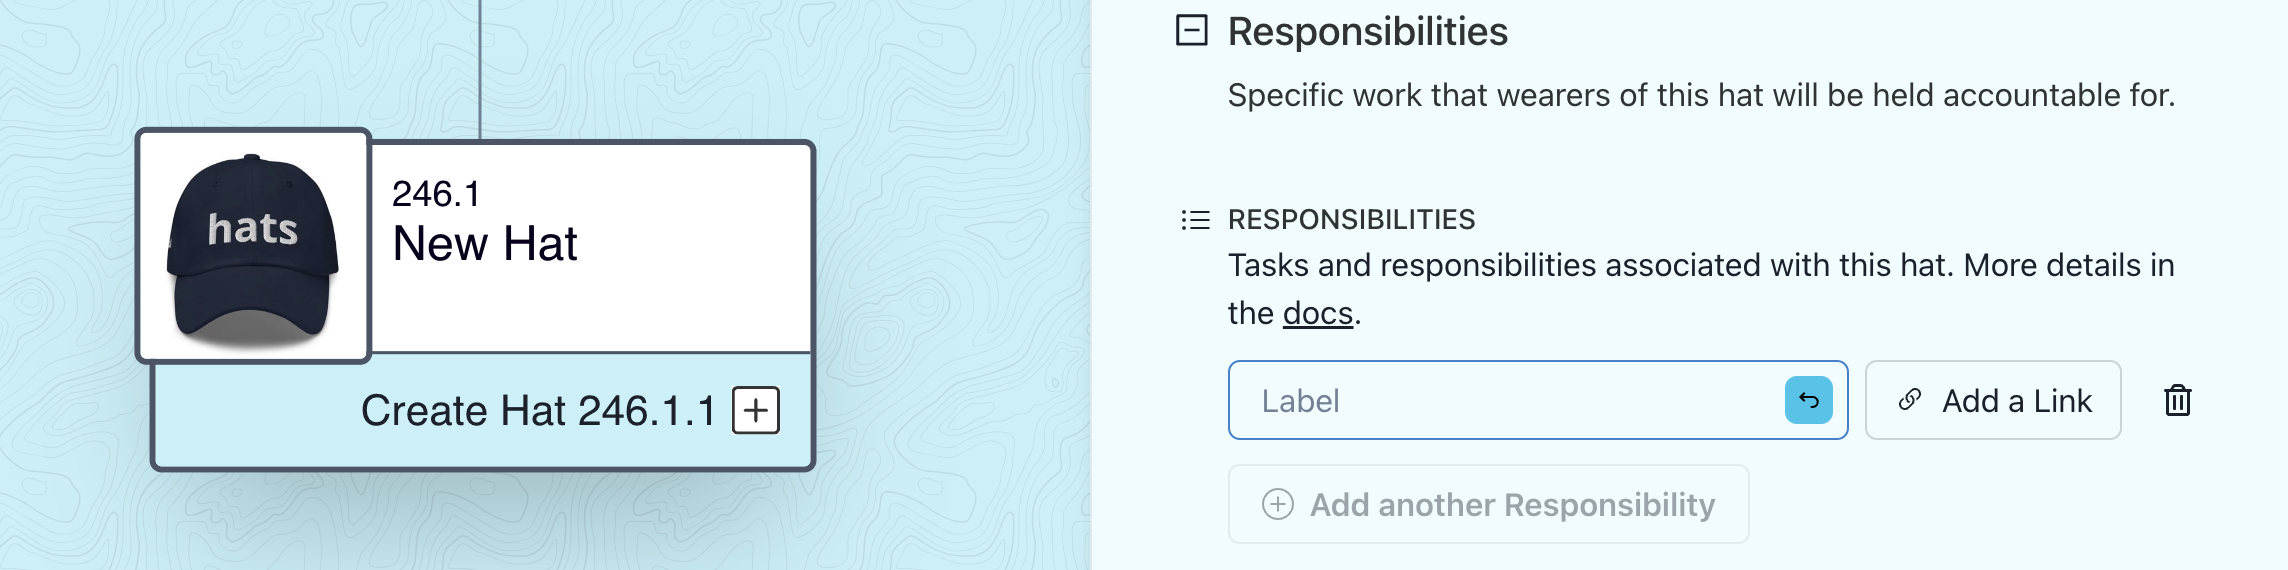 hats
246.1
New Hat
Create Hat 246.1.1
Responsibilities
Specific work that wearers of this hat will be held accountable for.
RESPONSIBILITIES
Tasks and responsibilities associated with this hat. More details in
the docs.
Label
Add a Link
Add another Responsibility